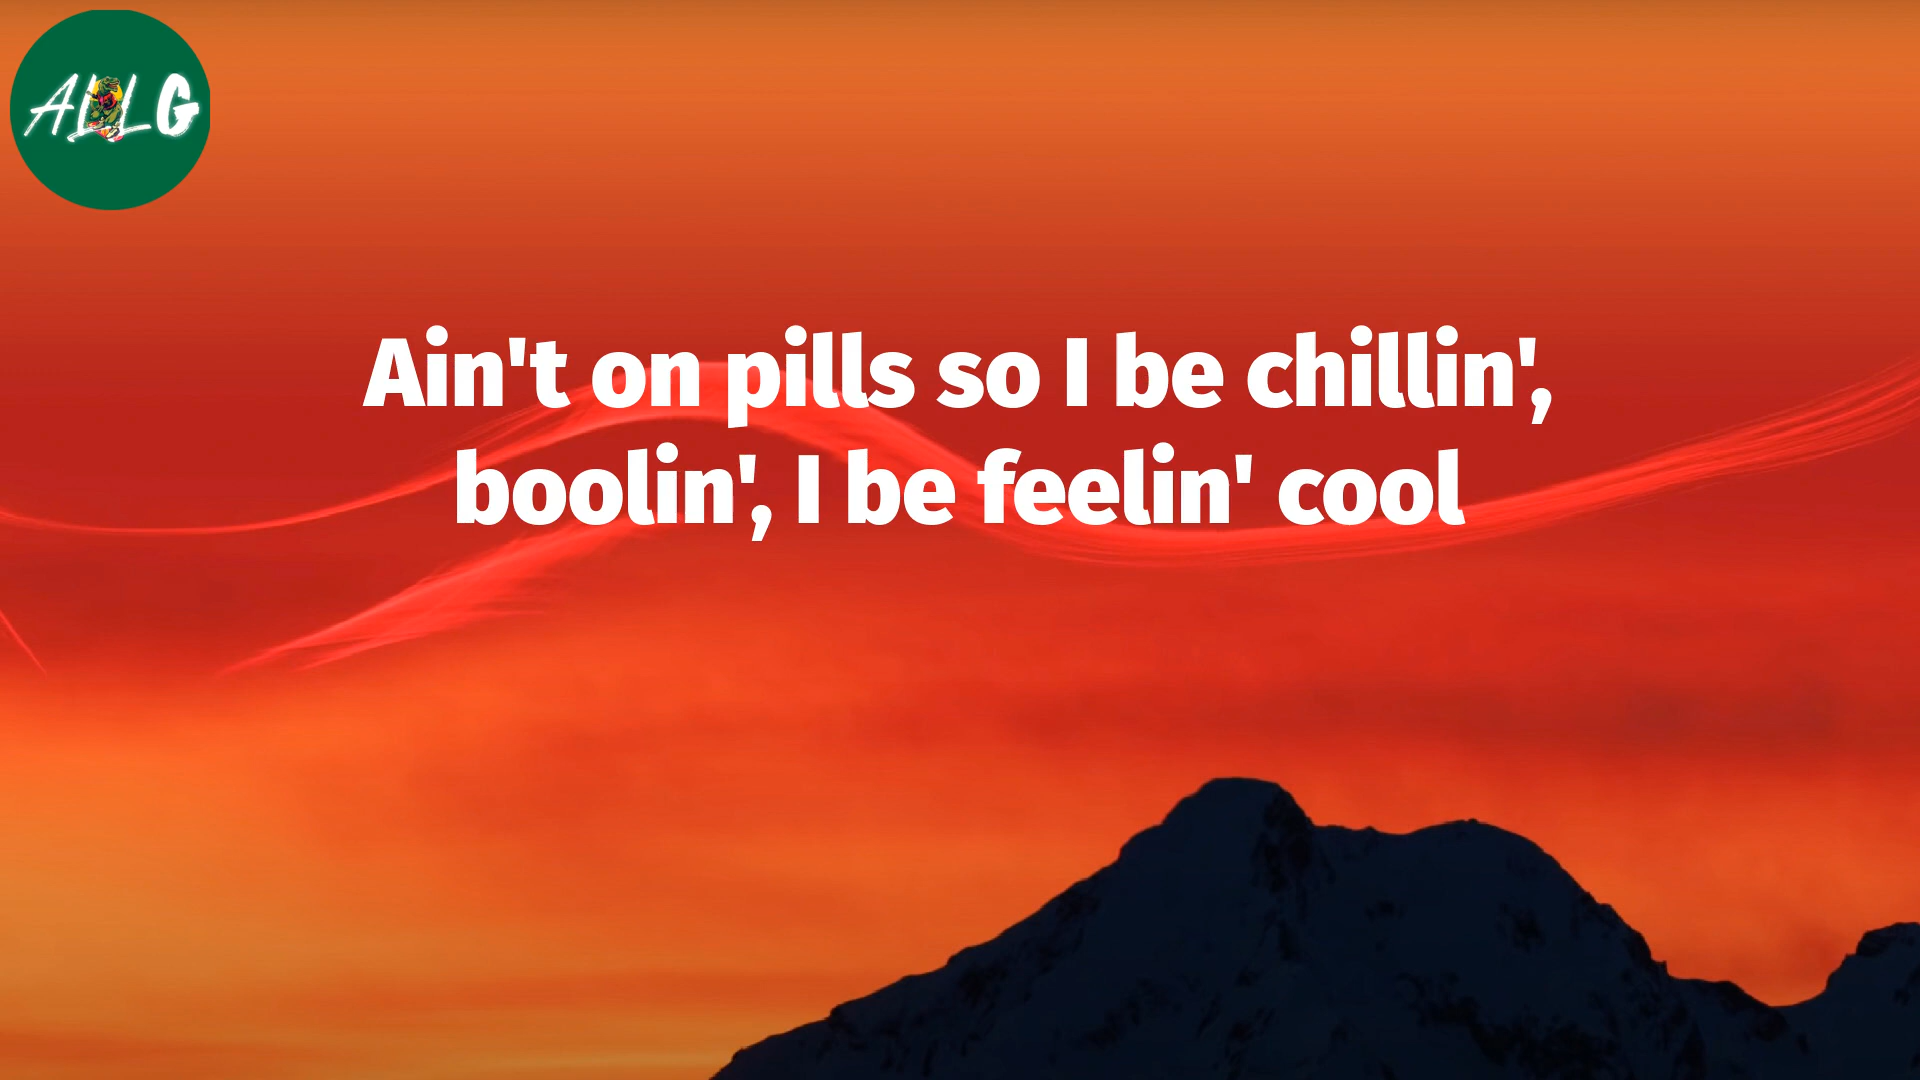 ALLG
Ain't on pills so I be chillin',
boolin', I be feelin' cool